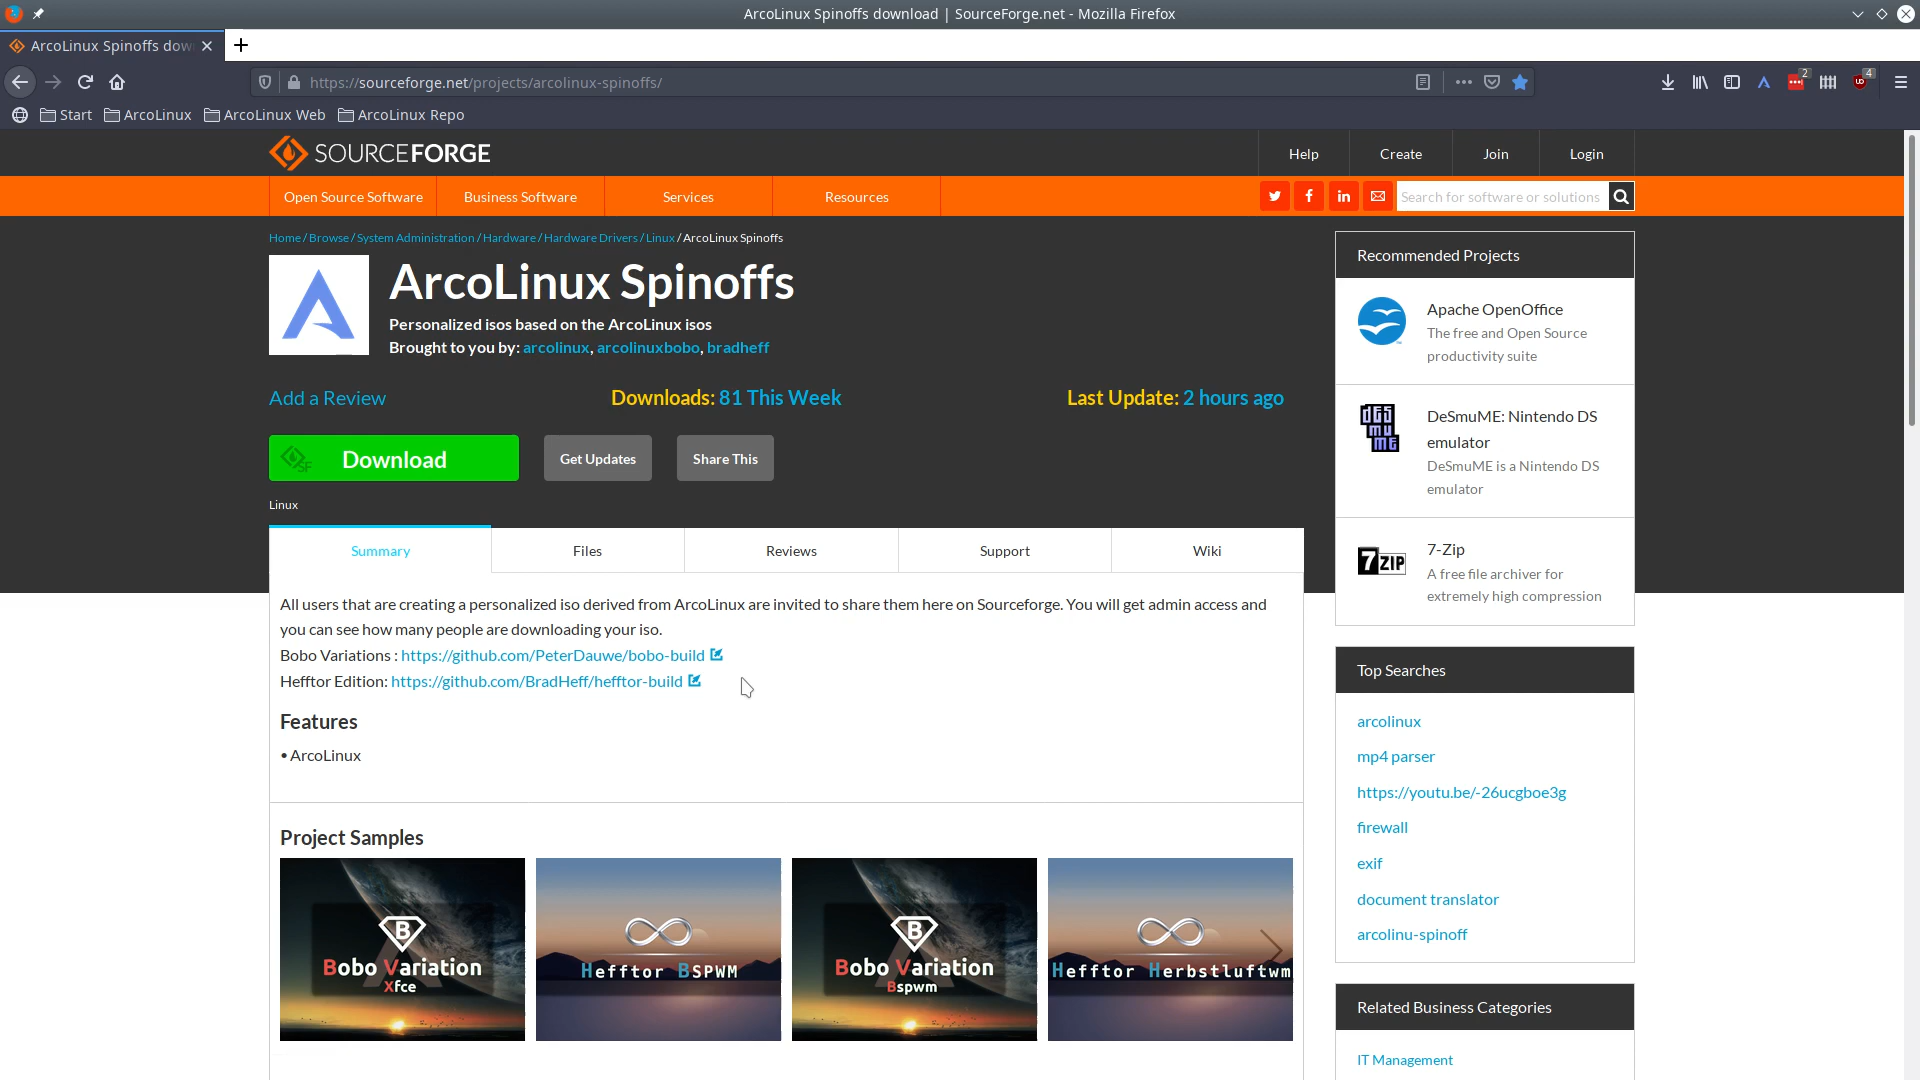 ArcoLinux Spinoffs download | SourceForge.net - Mozilla Firefox
ArcoLinux Spinoffs dow
https://sourceforge.net/projects/arcolinux-spinoffs/
2
4
Start
ArcoLinux
ArcoLinux Web
ArcoLinux Repo
SOURCEFORGE
Help
Create
Join
Login
Open Source Software
Business Software
Services
Resources
Search for software or solutions
Home / Browse / System Administration / Hardware / Hardware Drivers / Linux / ArcoLinux Spinoffs
ArcoLinux Spinoffs
Personalized isos based on the ArcoLinux isos
Brought to you by: arcolinux, arcolinuxbobo, bradheff
Add a Review
Downloads: 81 This Week
Last Update: 2 hours ago
SF
Download
Get Updates
Share This
Linux
Summary
Files
Reviews
Support
Wiki
All users that are creating a personalized iso derived from ArcoLinux are invited to share them here on Sourceforge. You will get admin access and
you can see how many people are downloading your iso.
Bobo Variations : https://github.com/PeterDauwe/bobo-build
Hefftor Edition: https://github.com/BradHeff/hefftor-build
Features
• ArcoLinux
Project Samples
B
Bobo Variation
Xfce
Hefftor BSPWM
B
Bobo Variation
Bspwm
Hefftor Herbstluftwm
Recommended Projects
Apache OpenOffice
The free and Open Source
productivity suite
DeSmuME
DeSmuME: Nintendo DS
emulator
DeSmuME is a Nintendo DS
emulator
7ZIP
7-Zip
A free file archiver for
extremely high compression
Top Searches
arcolinux
mp4 parser
https://youtu.be/-26ucgboe3g
firewall
exif
document translator
arcolinu-spinoff
Related Business Categories
IT Management